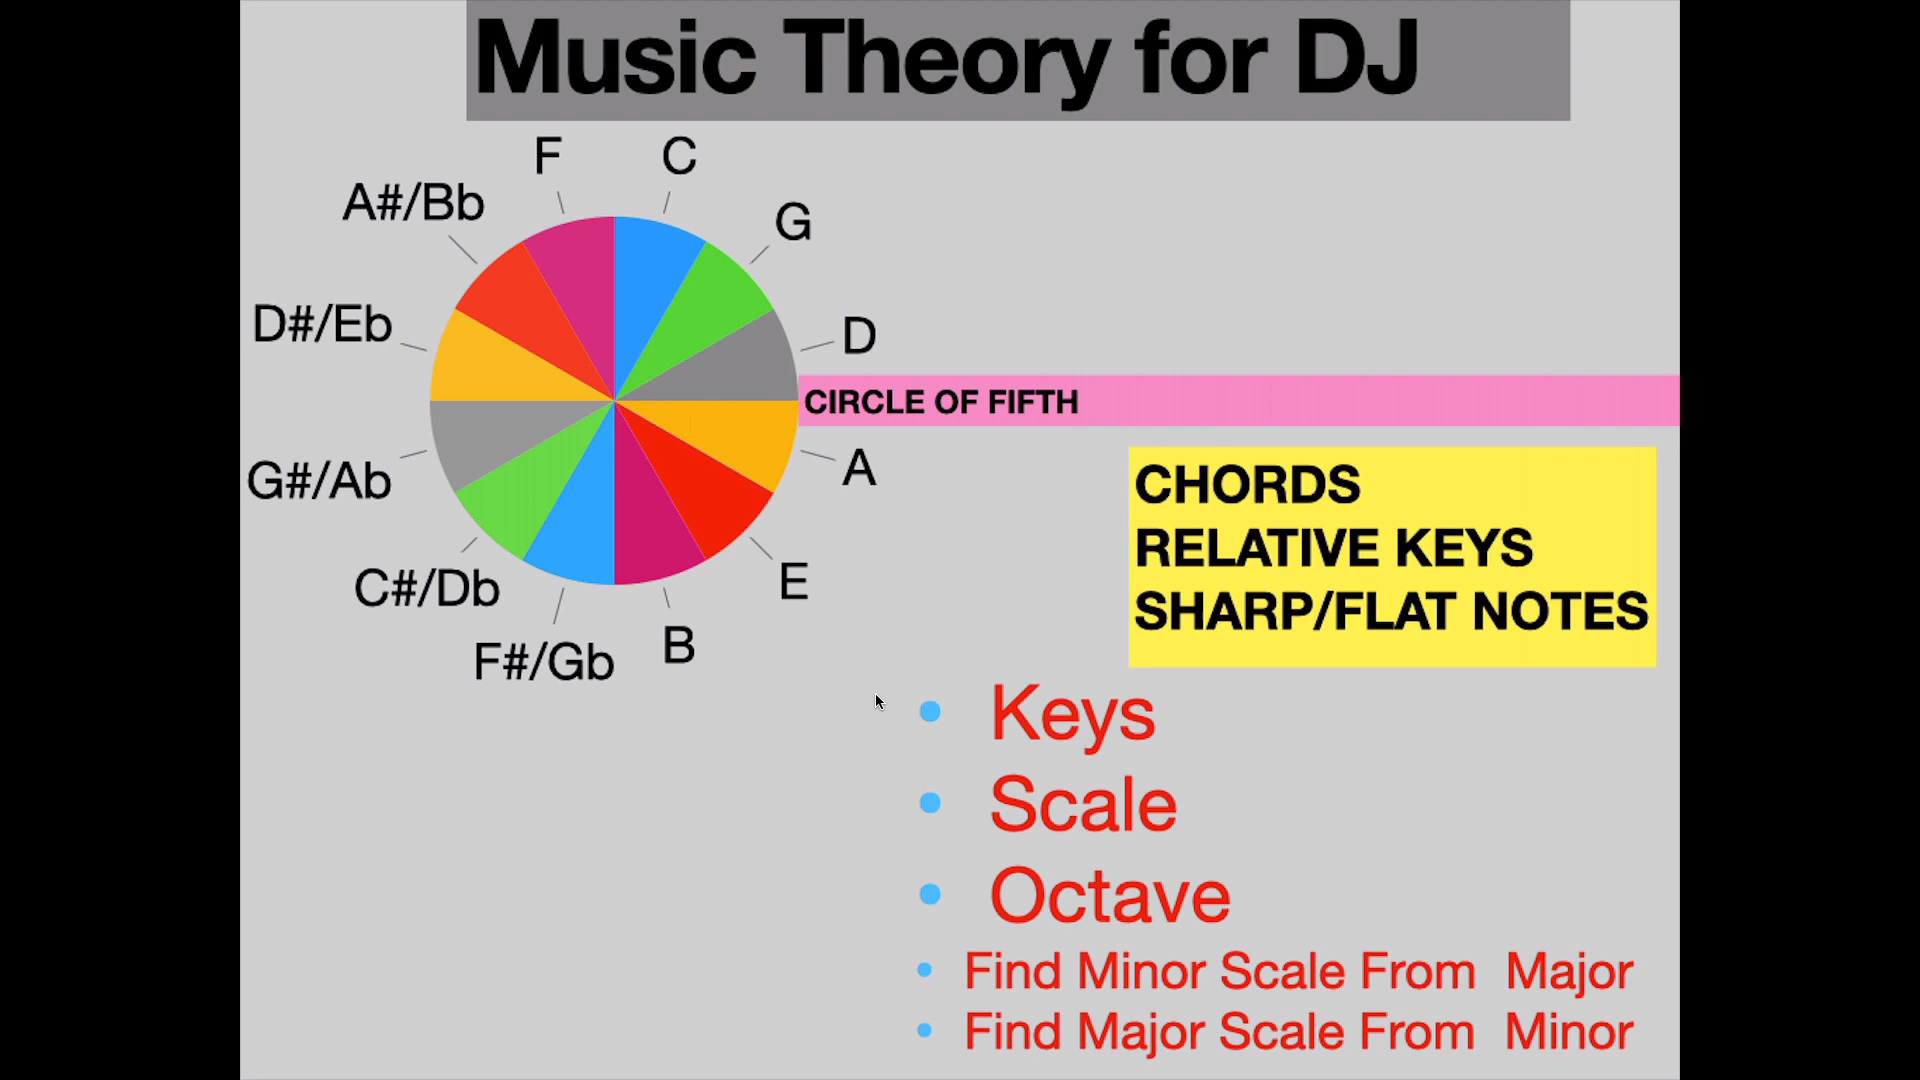 Music Theory for DJ
F
C
A#/Bb
G
D#/Eb
D
CIRCLE OF FIFTH
G#/Ab
A
C#/Db
E
F#/Gb
B
CHORDS
RELATIVE KEYS
SHARP/FLAT NOTES
• Keys
• Scale
• Octave
• Find Minor Scale From Major
• Find Major Scale From Minor